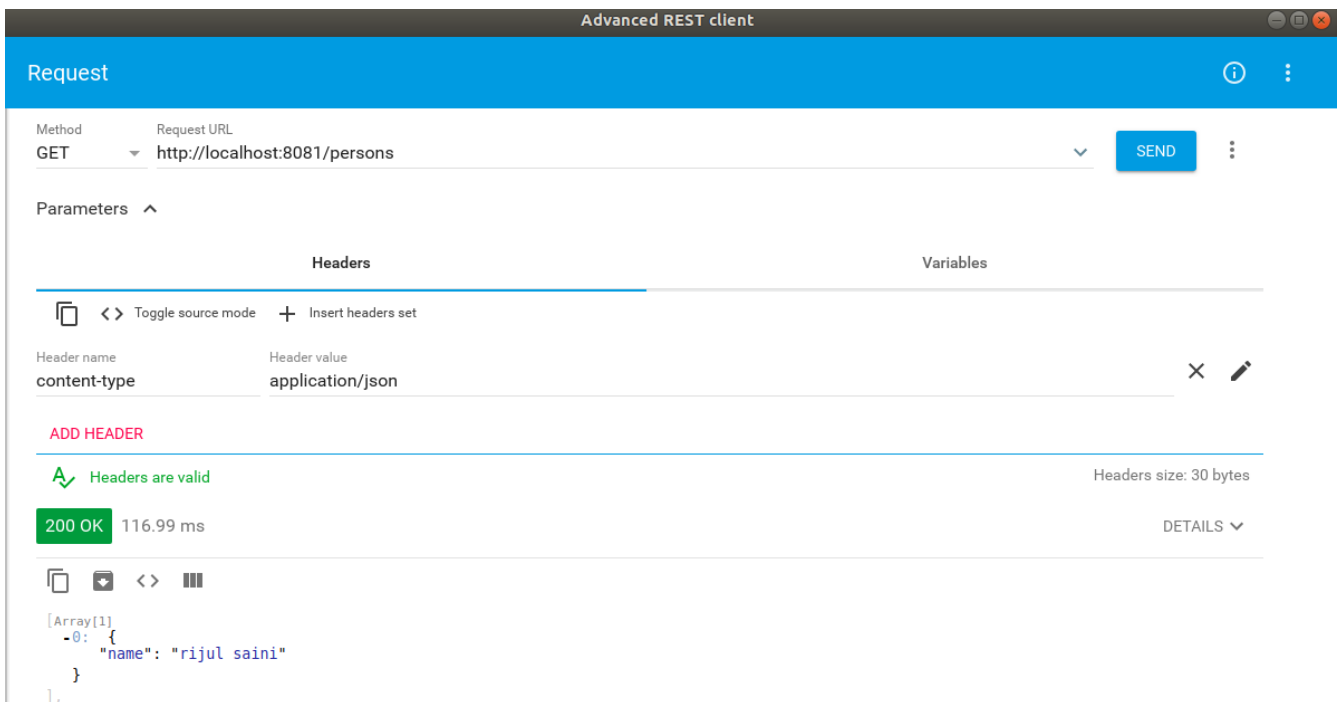 Advanced REST client
Request
Method
Request URL
GET
http://localhost:8081/persons
SEND
Parameters
Headers
Variables
Toggle source mode
Insert headers set
Header name
Header value
content-type
application/json
ADD HEADER
Headers are valid
Headers size: 30 bytes
200 OK
116.99 ms
DETAILS
[Array[1]
-0: {
"name": "rijul saini"
}
],